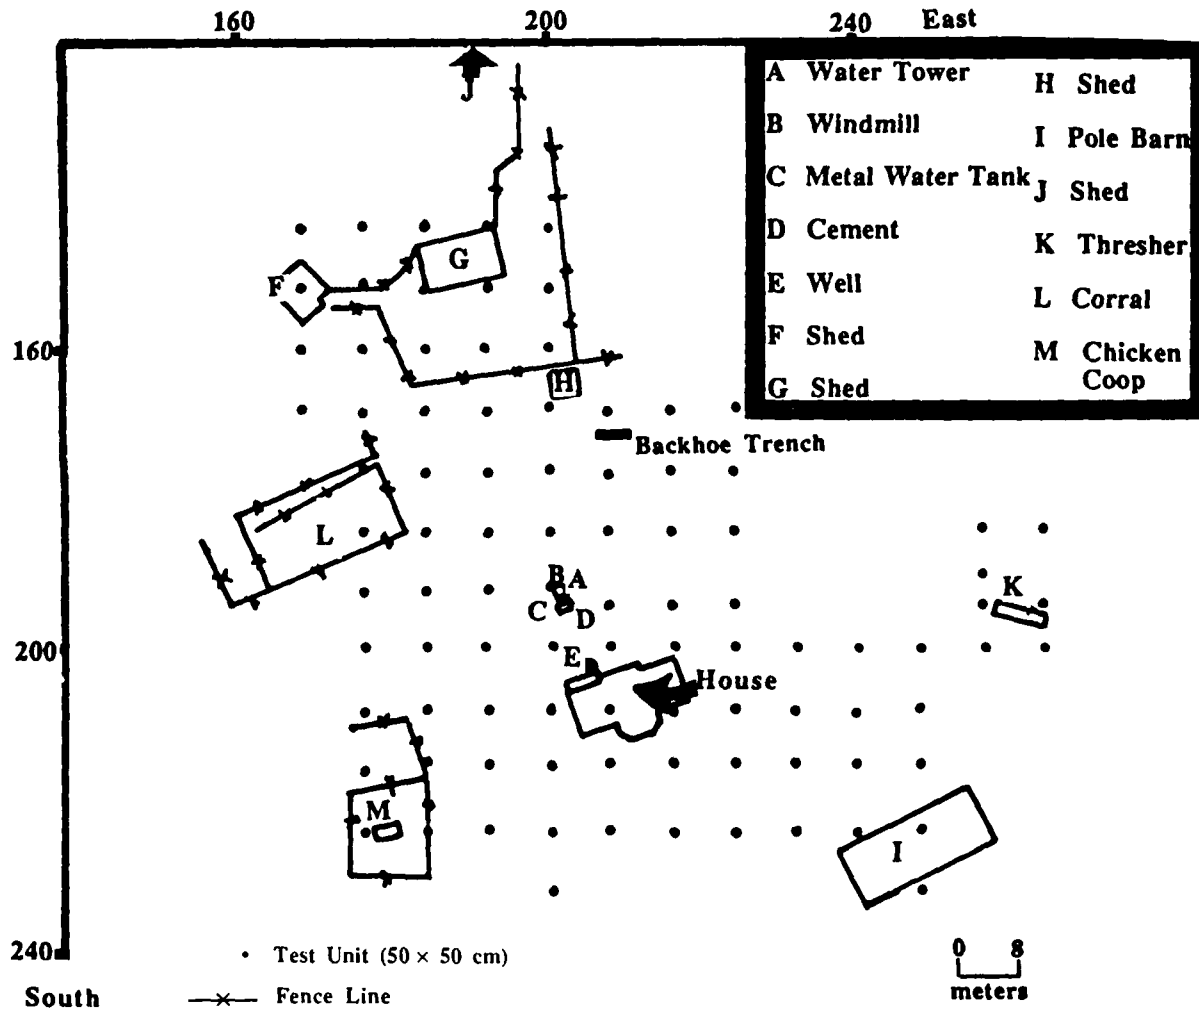 160 200 240 East
A Water Tower
B Windmill
C Metal Water Tank
D Cement
E Well
F Shed
G Shed
H Shed
I Pole Barn
J Shed
K Thresher
L Corral
M Chicken
Coop
J
G
F
160
H
Backhoe Trench
L
B A
K
C D
200
E
House
M
I
240
South
• Test Unit (50 × 50 cm)
Fence Line
0 8
meters